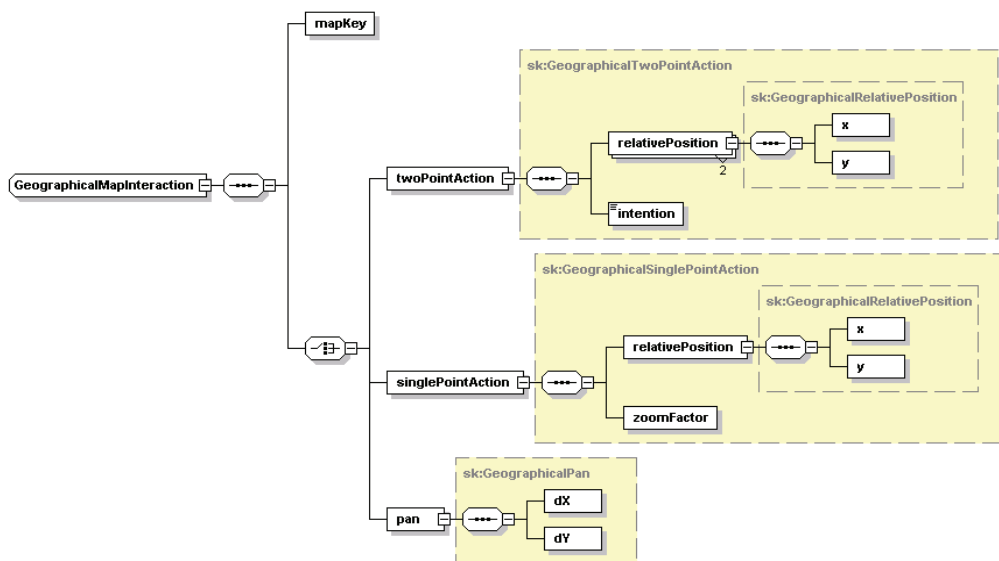 mapKey
sk:GeographicalTwoPointAction
sk:GeographicalRelativePosition
x
relativePosition
y
2
twoPointAction
GeographicalMapInteraction
intention
sk:GeographicalSinglePointAction
sk:GeographicalRelativePosition
x
relativePosition
y
singlePointAction
zoomFactor
sk:GeographicalPan
dX
pan
dY